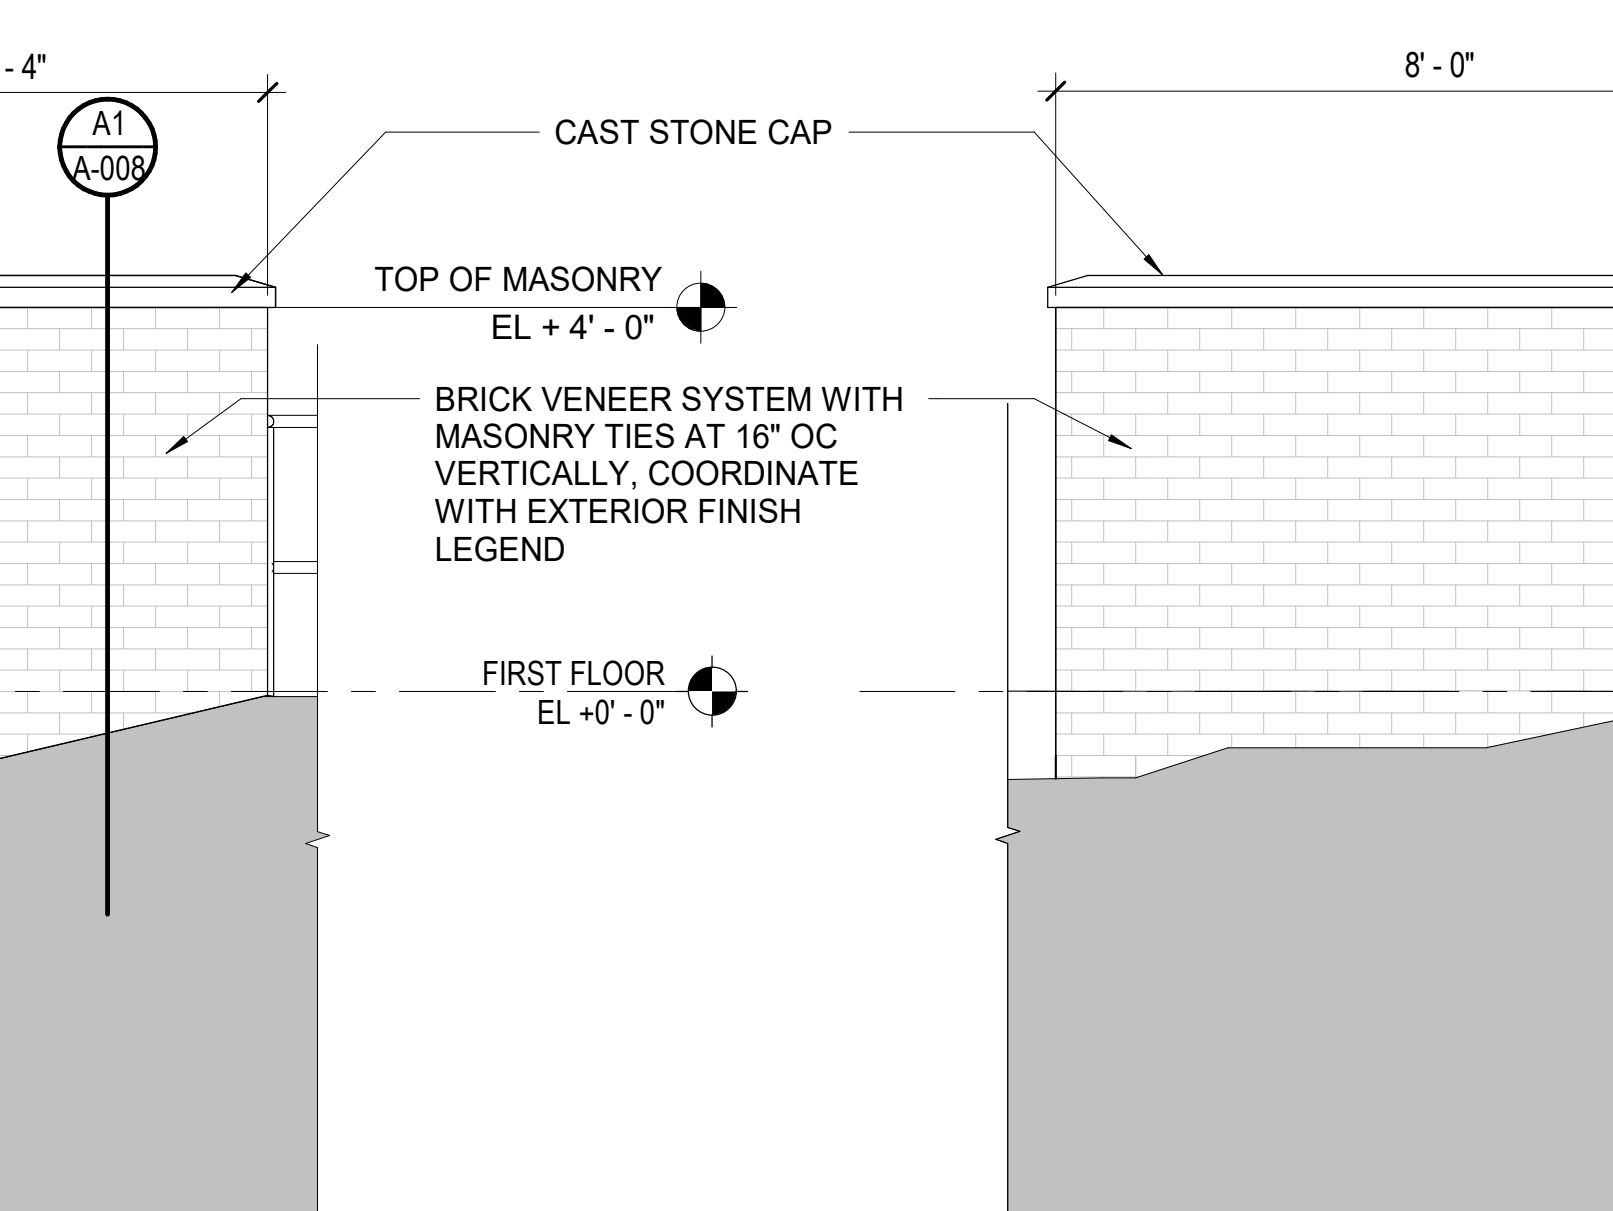 - 4"
8' - 0"
A1
A-008
CAST STONE CAP
TOP OF MASONRY
EL + 4' - 0"
BRICK VENEER SYSTEM WITH
MASONRY TIES AT 16" OC
VERTICALLY, COORDINATE
WITH EXTERIOR FINISH
LEGEND
FIRST FLOOR
EL +0' - 0"